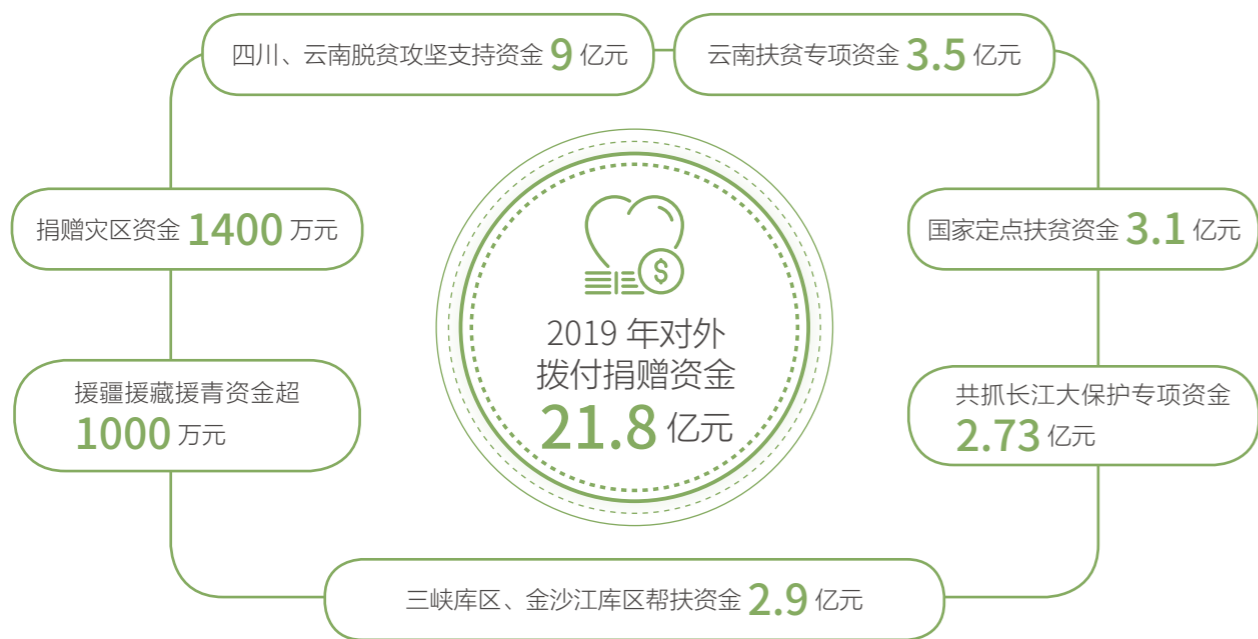 四川、云南脱贫攻坚支持资金 9 亿元
云南扶贫专项资金 3.5 亿元
捐赠灾区资金 1400 万元
国家定点扶贫资金 3.1 亿元
$
2019 年对外
拨付捐赠资金
21.8 亿元
援疆援藏援青资金超
1000 万元
共抓长江大保护专项资金
2.73 亿元
三峡库区、金沙江库区帮扶资金 2.9 亿元